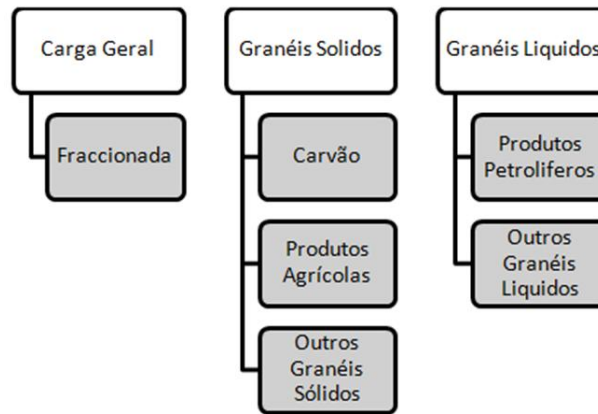 Carga Geral
Fraccionada
Granéis Solidos
Carvão
Produtos
Agrícolas
Outros
Granéis
Sólidos
Granéis Liquidos
Produtos
Petroliferos
Outros
Granéis
Liquidos